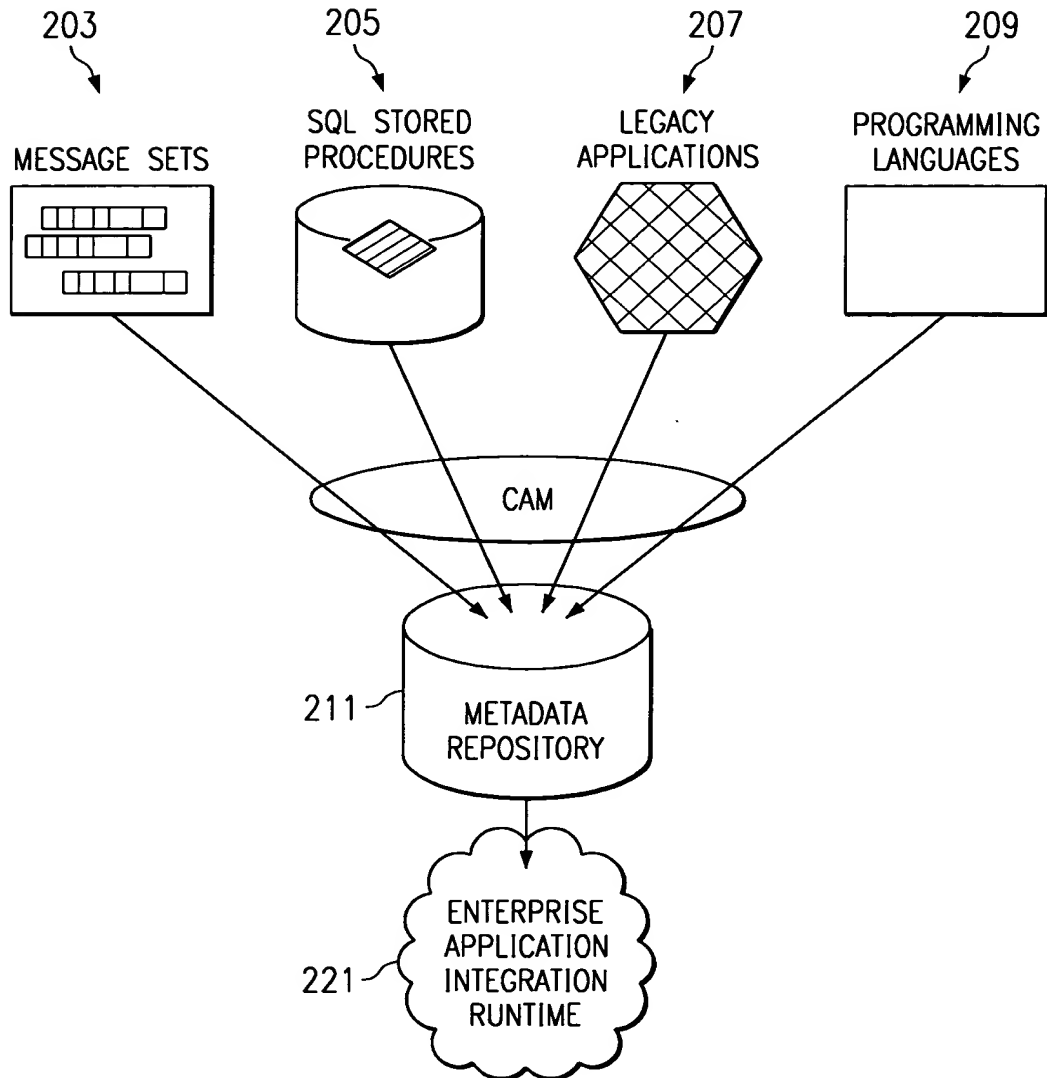 203
205
207
209
MESSAGE SETS
SQL STORED
PROCEDURES
LEGACY
APPLICATIONS
PROGRAMMING
LANGUAGES
CAM
211
METADATA
REPOSITORY
221
ENTERPRISE
APPLICATION
INTEGRATION
RUNTIME